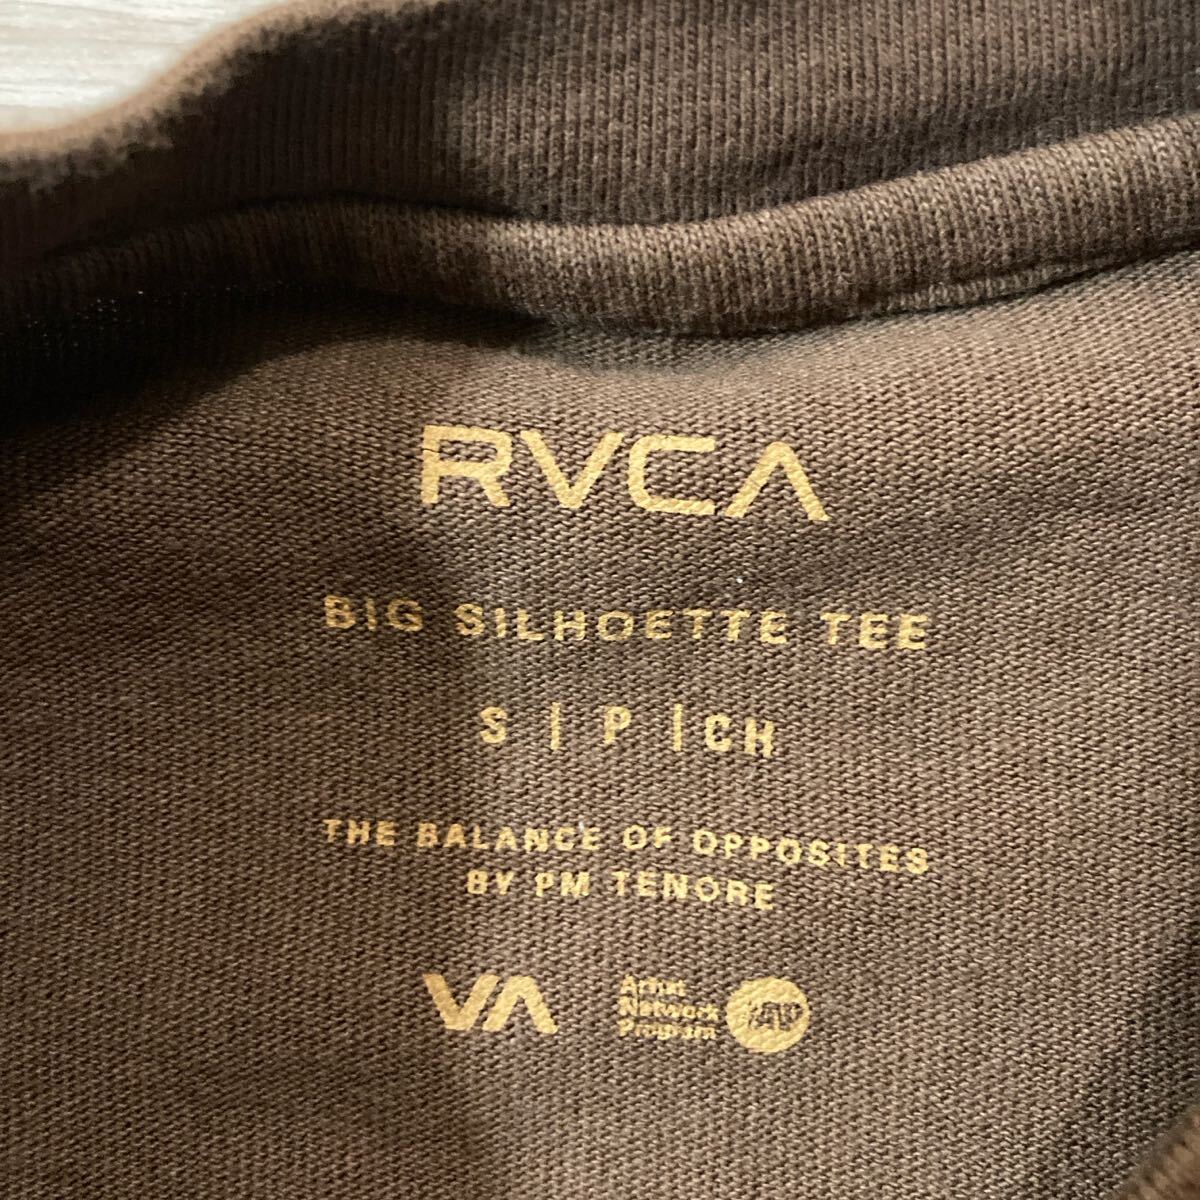 RVCA
BIG SILHOETTE TEE
S | P | CH
THE BALANCE OF OPPOSITES
BY PM TENORE
VA
Artist
Network
Program